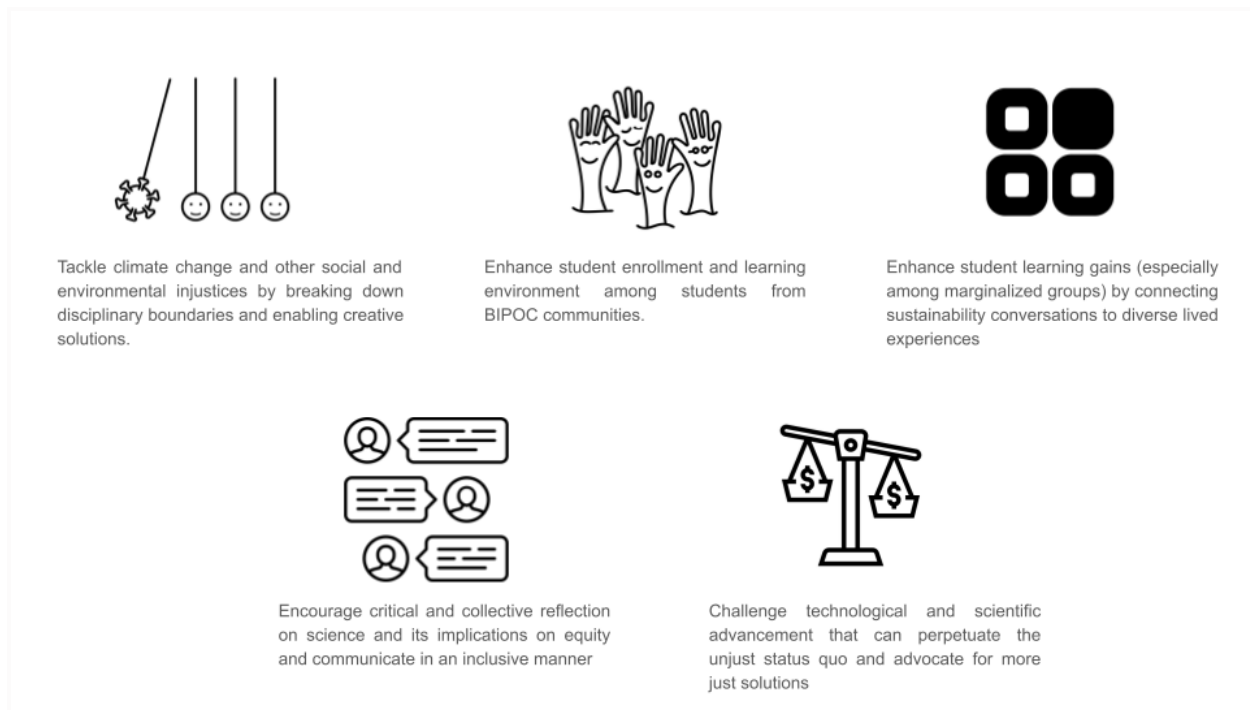 Tackle climate change and other social and
environmental injustices by breaking down
disciplinary boundaries and enabling creative
solutions.
Enhance student enrollment and learning
environment among students from
BIPOC communities.
Enhance student learning gains (especially
among marginalized groups) by connecting
sustainability conversations to diverse lived
experiences
Encourage critical and collective reflection
on science and its implications on equity
and communicate in an inclusive manner
$ $
Challenge technological and scientific
advancement that can perpetuate the
unjust status quo and advocate for more
just solutions